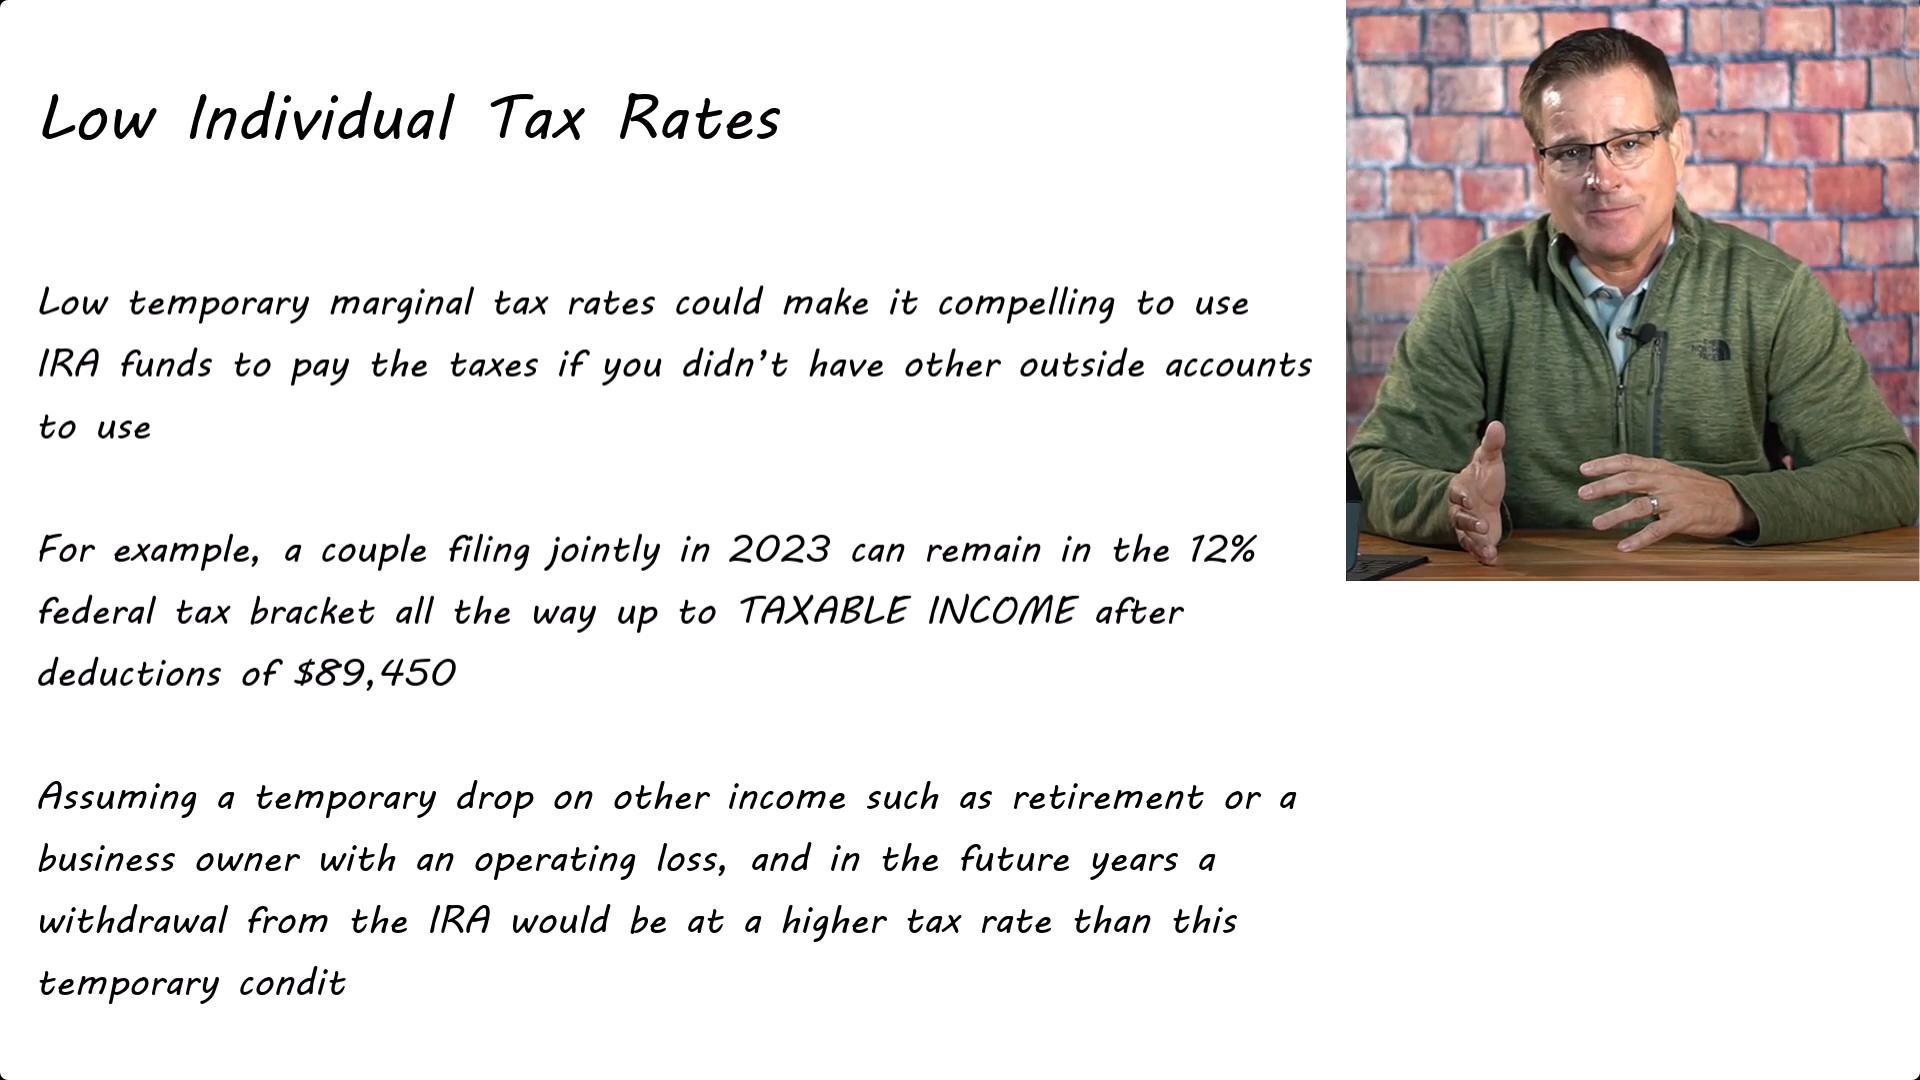 Low Individual Tax Rates
Low temporary marginal tax rates could make it compelling to use
IRA funds to pay the taxes if you didn’t have other outside accounts
to use
For example, a couple filing jointly in 2023 can remain in the 12%
federal tax bracket all the way up to TAXABLE INCOME after
deductions of $89,450
Assuming a temporary drop on other income such as retirement or a
business owner with an operating loss, and in the future years a
withdrawal from the IRA would be at a higher tax rate than this
temporary condit